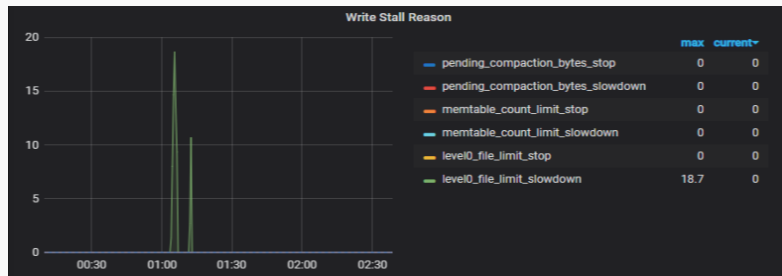 Write Stall Reason
20
15
10
5
0
00:30 01:00 01:30 02:00 02:30
max current
pending_compaction_bytes_stop 0 0
pending_compaction_bytes_slowdown 0 0
memtable_count_limit_stop 0 0
memtable_count_limit_slowdown 0 0
level0_file_limit_stop 0 0
level0_file_limit_slowdown 18.7 0